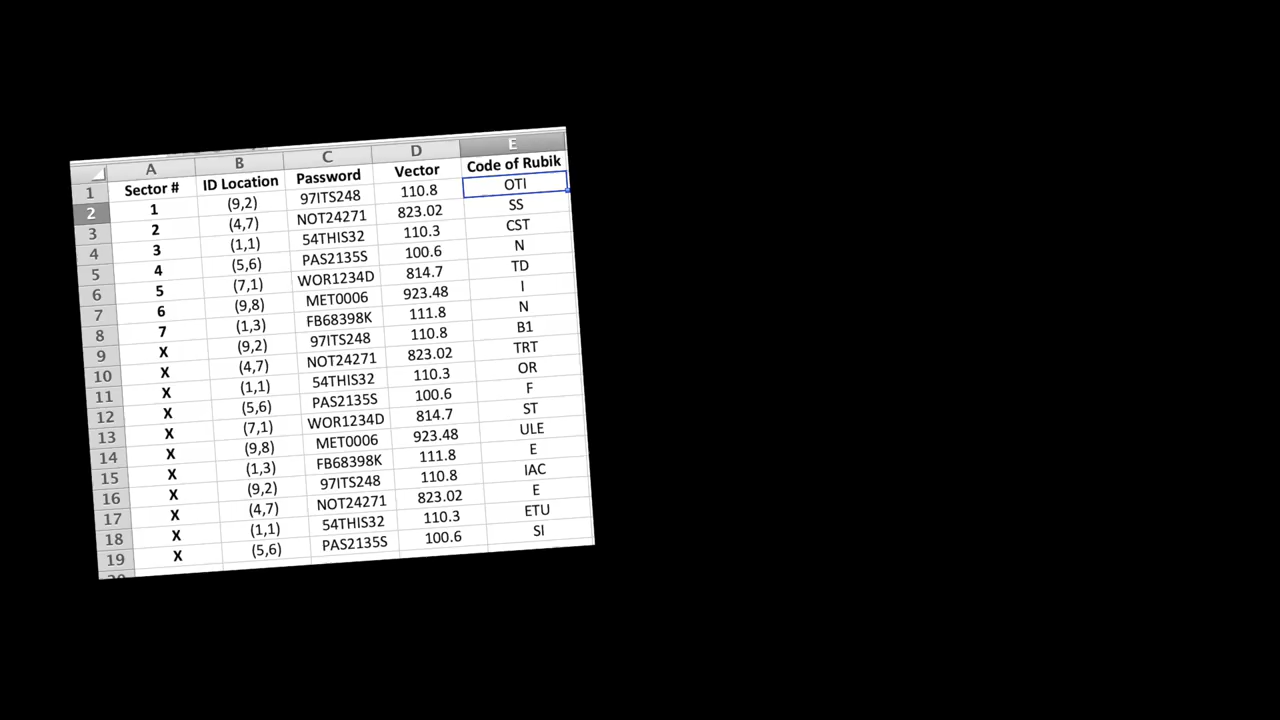 A B C D E
1 Sector # ID Location Password Vector Code of Rubik
2 1 (9,2) 97ITS248 110.8 OTI
3 2 (4,7) NOT24271 823.02 SS
4 3 (1,1) 54THIS32 110.3 CST
5 4 (5,6) PAS2135S 100.6 N
6 5 (7,1) WOR1234D 814.7 TD
7 6 (9,8) MET0006 923.48 I
8 7 (1,3) FB68398K 111.8 N
9 X (9,2) 97ITS248 110.8 B1
10 X (4,7) NOT24271 823.02 TRT
11 X (1,1) 54THIS32 110.3 OR
12 X (5,6) PAS2135S 100.6 F
13 X (7,1) WOR1234D 814.7 ST
14 X (9,8) MET0006 923.48 ULE
15 X (1,3) FB68398K 111.8 E
16 X (9,2) 97ITS248 110.8 IAC
17 X (4,7) NOT24271 823.02 E
18 X (1,1) 54THIS32 110.3 ETU
19 X (5,6) PAS2135S 100.6 SI